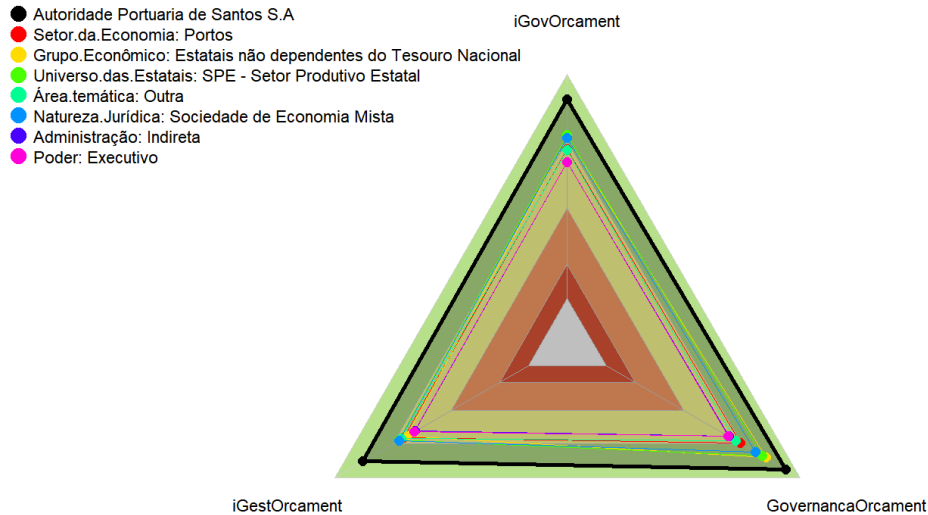 Autoridade Portuaria de Santos S.A
Setor.da.Economia: Portos
Grupo.Econômico: Estatais não dependentes do Tesouro Nacional
Universo.das.Estatais: SPE - Setor Produtivo Estatal
Área.temática: Outra
Natureza.Jurídica: Sociedade de Economia Mista
Administração: Indireta
Poder: Executivo
iGovOrcament
iGestOrcament
GovernancaOrcament